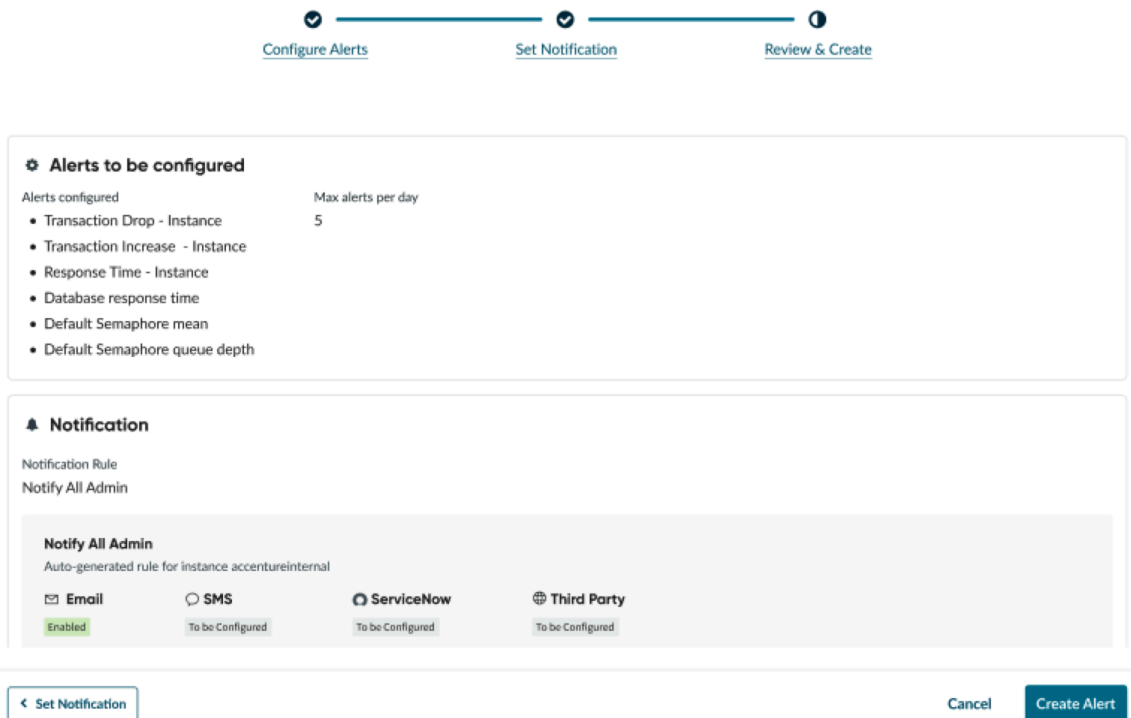 Configure Alerts Set Notification Review & Create
Alerts to be configured
Alerts configured Max alerts per day
• Transaction Drop - Instance 5
• Transaction Increase - Instance
• Response Time - Instance
• Database response time
• Default Semaphore mean
• Default Semaphore queue depth
Notification
Notification Rule
Notify All Admin
Notify All Admin
Auto-generated rule for instance accentureinternal
Email SMS ServiceNow Third Party
Enabled To be Configured To be Configured To be Configured
Set Notification Cancel Create Alert